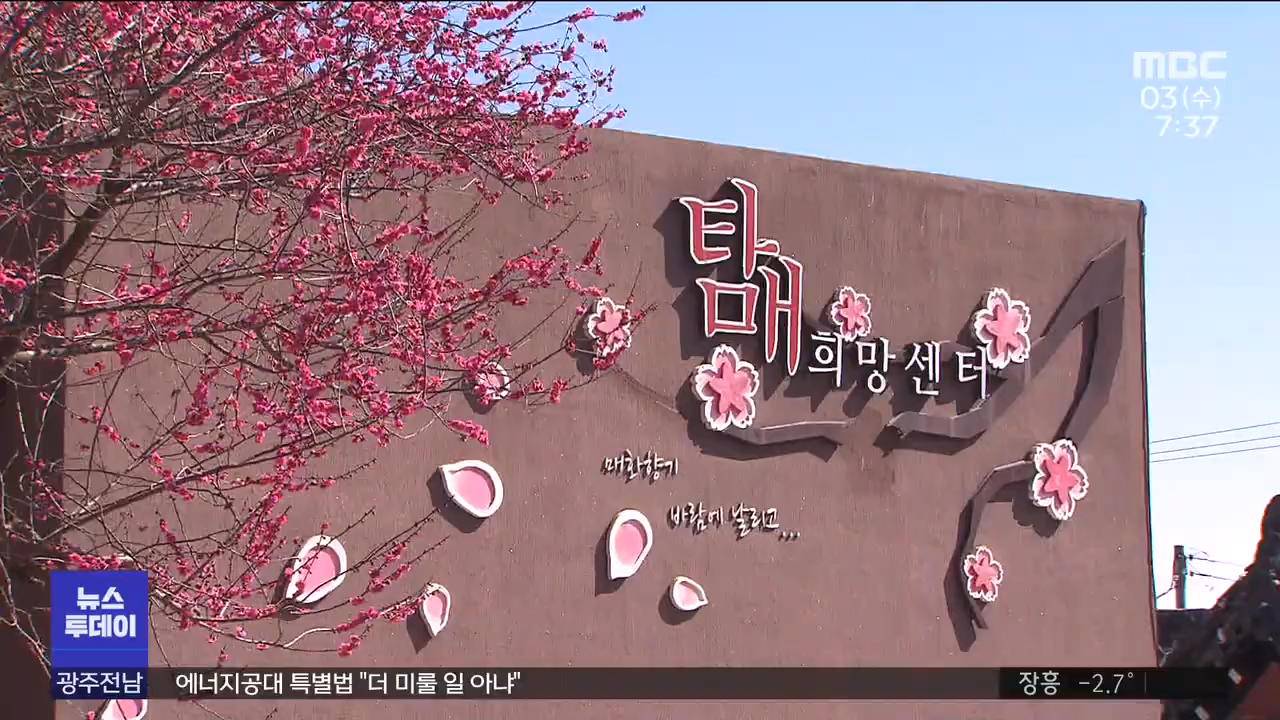 MBC
03(수)
7:37
탐매
희망센터
매화향기
바람에 날리고...
뉴스
투데이
광주전남
에너지공대 특별법 "더 미룰 일 아냐"
장흥 -2.7°